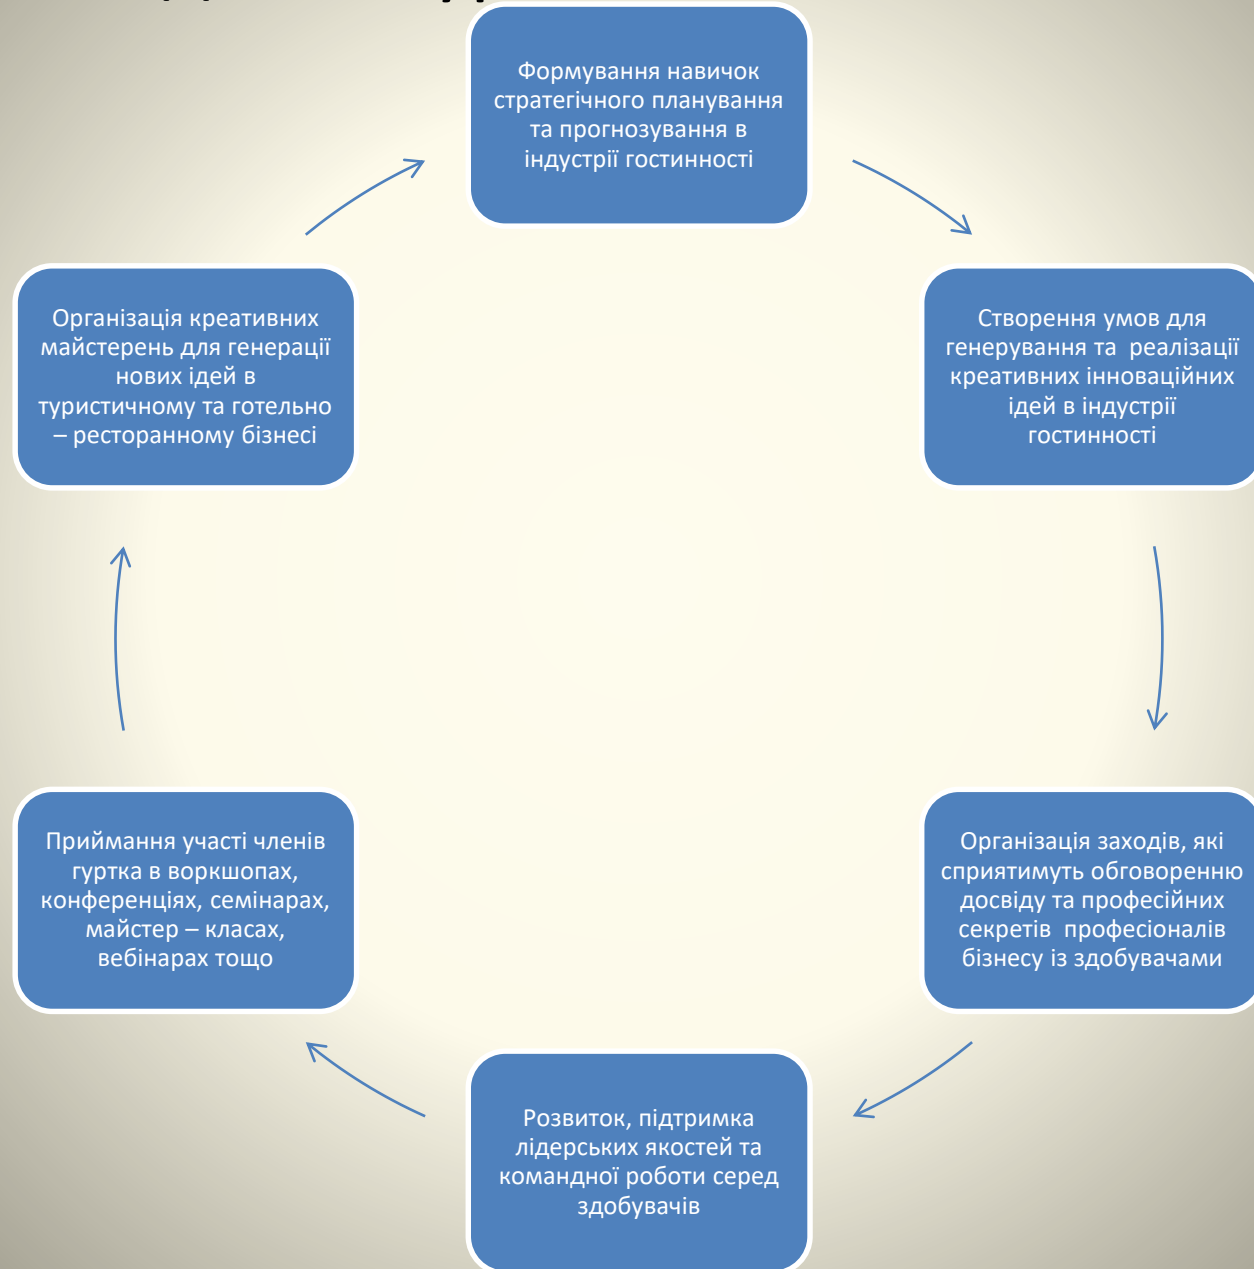 Формування навичок
стратегічного планування
та прогнозування в
індустрії гостинності
Створення умов для
генерування та  реалізації
креативних інноваційних
ідей в індустрії
гостинності
Організація заходів, які
сприятимуть обговоренню
досвіду та професійних
секретів  професіоналів
бізнесу із здобувачами
Розвиток, підтримка
лідерських якостей та
командної роботи серед
здобувачів
Приймання участі членів
гуртка в воркшопах,
конференціях, семінарах,
майстер – класах,
вебінарах тощо
Організація креативних
майстерень для генерації
нових ідей в
туристичному та готельно
– ресторанному бізнесі